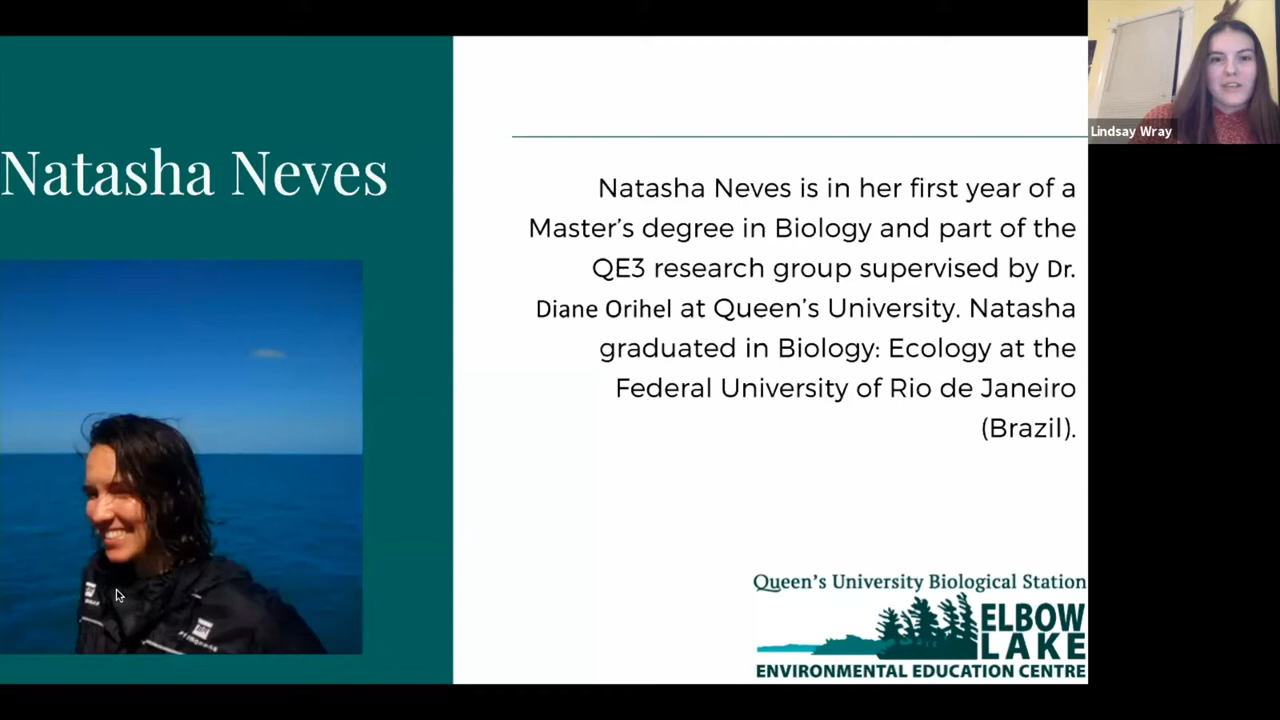 Lindsay Wray
Natasha Neves
Natasha Neves is in her first year of a
Master's degree in Biology and part of the
QE3 research group supervised by Dr.
Diane Orihel at Queen's University. Natasha
graduated in Biology: Ecology at the
Federal University of Rio de Janeiro
(Brazil).
Queen's University Biological Station
ELBOW
LAKE
ENVIRONMENTAL EDUCATION CENTRE